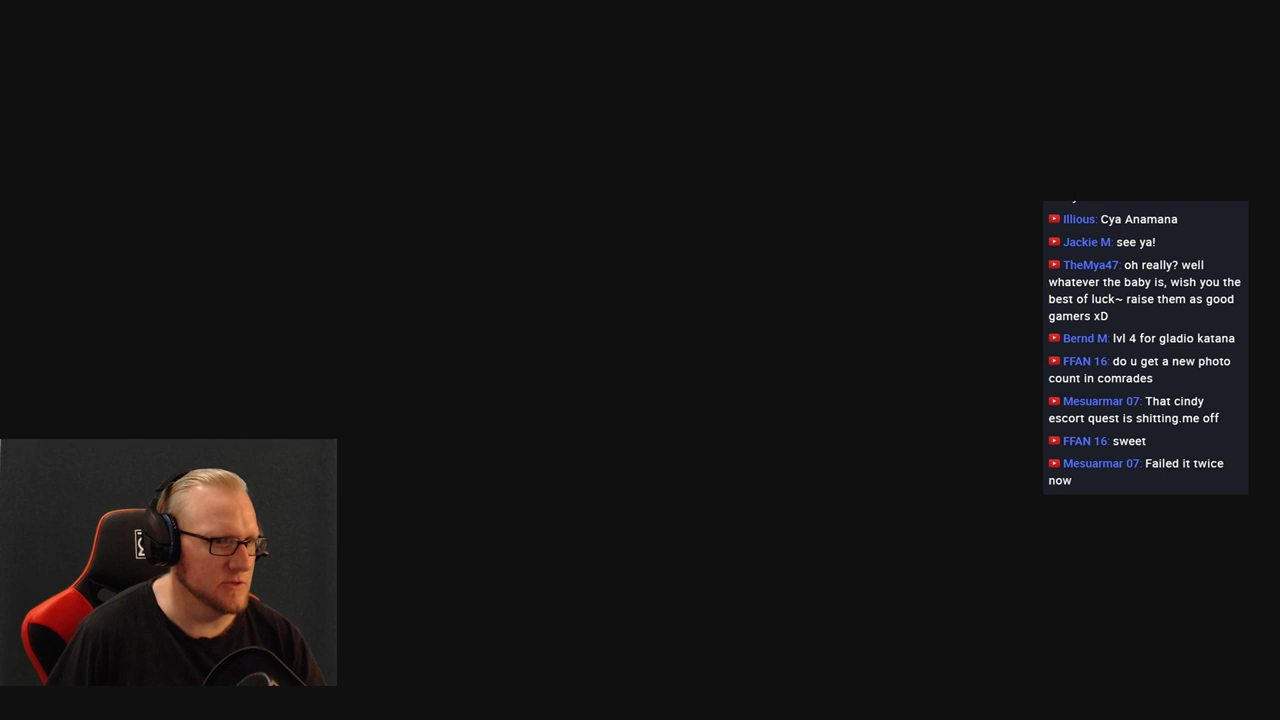 Illious: Cya Anamana
Jackie M: see ya!
TheMya47: oh really? well
whatever the baby is, wish you the
best of luck~ raise them as good
gamers xD
Bernd M: lvl 4 for gladio katana
FFAN 16: do u get a new photo
count in comrades
Mesuarmar 07: That cindy
escort quest is shitting.me off
FFAN 16: sweet
Mesuarmar 07: Failed it twice
now